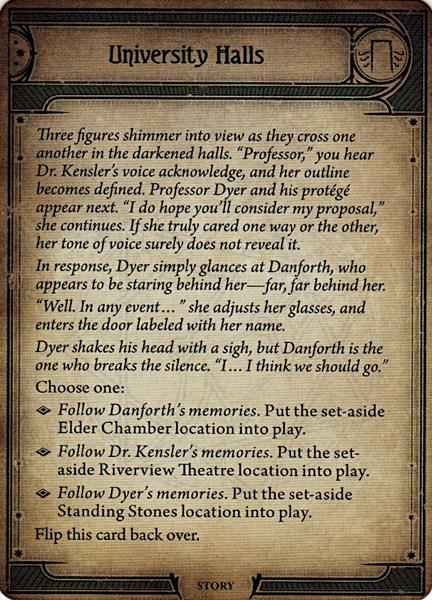 University Halls
Three figures shimmer into view as they cross one
another in the darkened halls. “Professor,” you hear
Dr. Kensler’s voice acknowledge, and her outline
becomes defined. Professor Dyer and his protégé
appear next. “I do hope you’ll consider my proposal,”
she continues. If she truly cared one way or the other,
her tone of voice surely does not reveal it.
In response, Dyer simply glances at Danforth, who
appears to be staring behind her—far, far behind her.
“Well. In any event… ” she adjusts her glasses, and
enters the door labeled with her name.
Dyer shakes his head with a sigh, but Danforth is the
one who breaks the silence. “I… I think we should go.”
Choose one:
Follow Danforth’s memories. Put the set-aside
Elder Chamber location into play.
Follow Dr. Kensler’s memories. Put the set-
aside Riverview Theatre location into play.
Follow Dyer’s memories. Put the set-aside
Standing Stones location into play.
Flip this card back over.
STORY